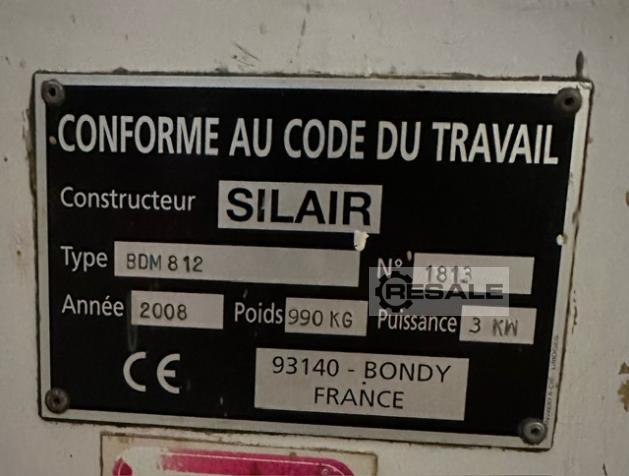 CONFORME AU CODE DU TRAVAIL
Constructeur SILAIR
Type BDM 812 N° 1813
RESALE
Année 2008 Poids 990 KG Puissance 3 KW
CE 93140 - BONDY
FRANCE